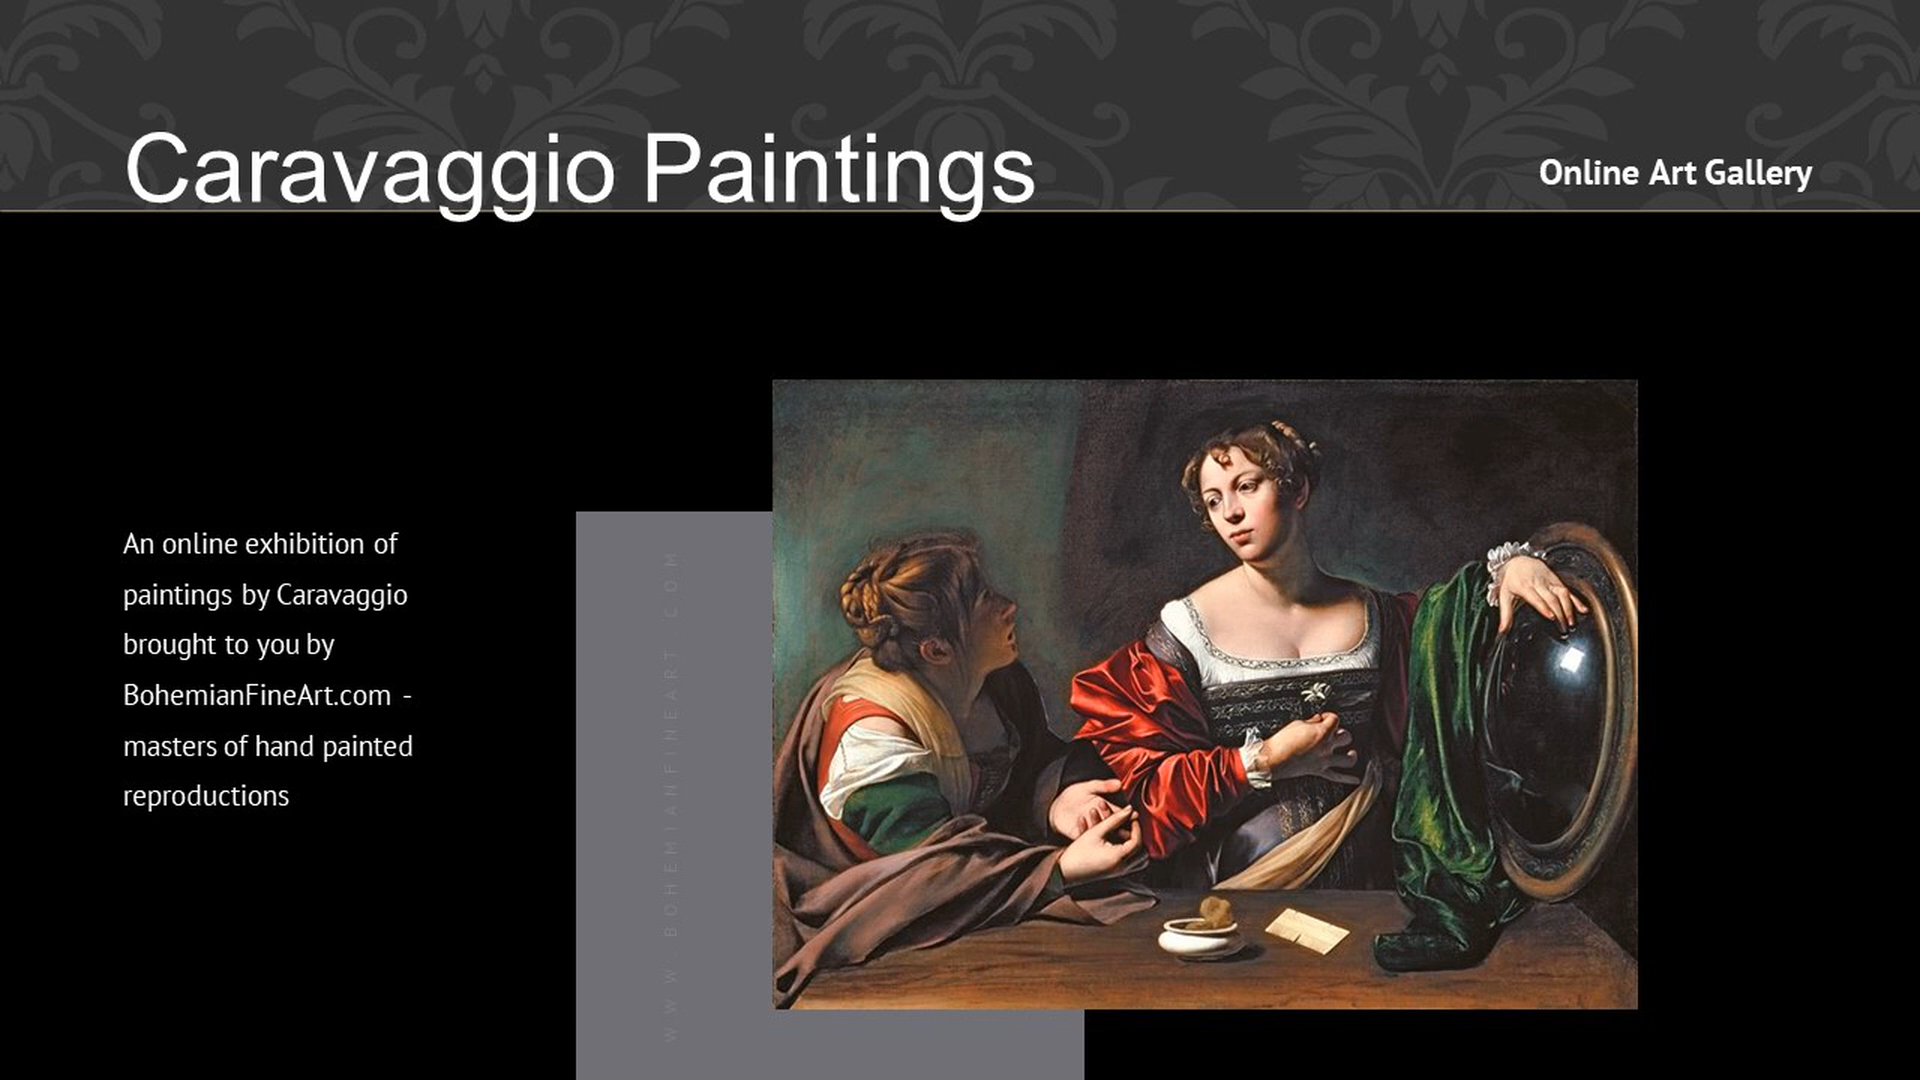 Caravaggio Paintings
Online Art Gallery
An online exhibition of
paintings by Caravaggio
brought to you by
BohemianFineArt.com -
masters of hand painted
reproductions
WWW.BOHEMIANFINEART.COM